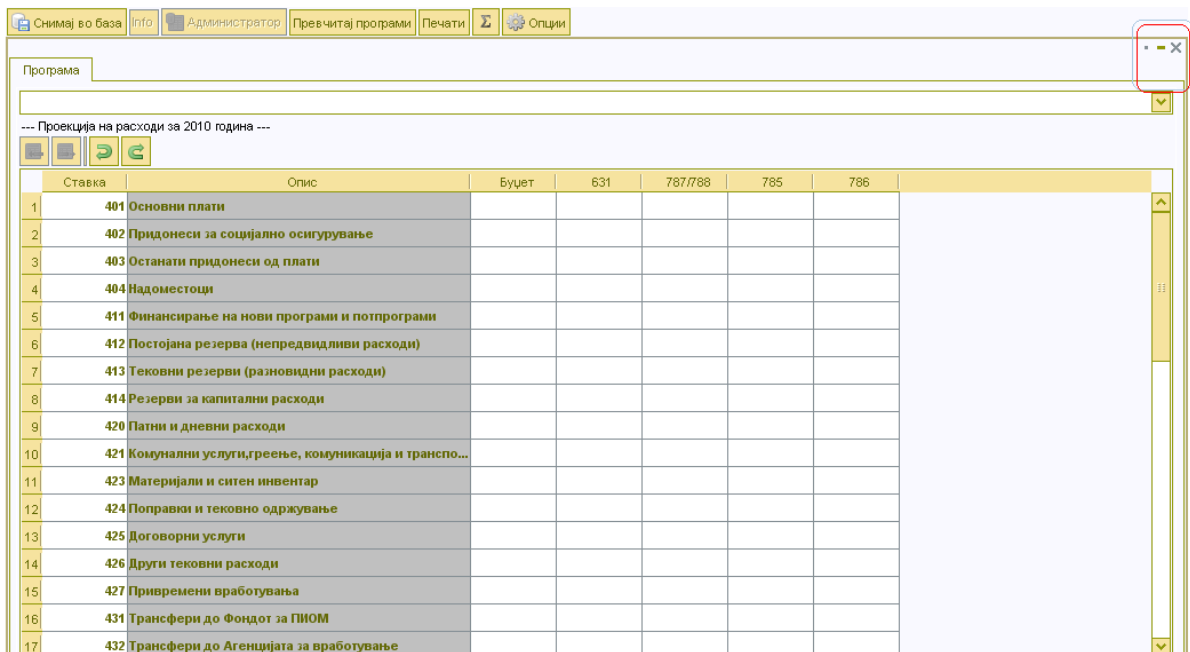 Снимај во база Info Администратор Превчитај програми Печати Σ Опции
Програма
--- Проекција на расходи за 2010 година ---
Ставка Опис Буџет 631 787/788 785 786
1 401 Основни плати
2 402 Придонеси за социјално осигурување
3 403 Останати придонеси од плати
4 404 Надоместоци
5 411 Финансирање на нови програми и потпрограми
6 412 Постојана резерва (непредвидливи расходи)
7 413 Тековни резерви (разновидни расходи)
8 414 Резерви за капитални расходи
9 420 Патни и дневни расходи
10 421 Комунални услуги,греење, комуникација и транспо...
11 423 Материјали и ситен инвентар
12 424 Поправки и тековно одржување
13 425 Договорни услуги
14 426 Други тековни расходи
15 427 Привремени вработувања
16 431 Трансфери до Фондот за ПИОМ
17 432 Трансфери до Агенцијата за вработување